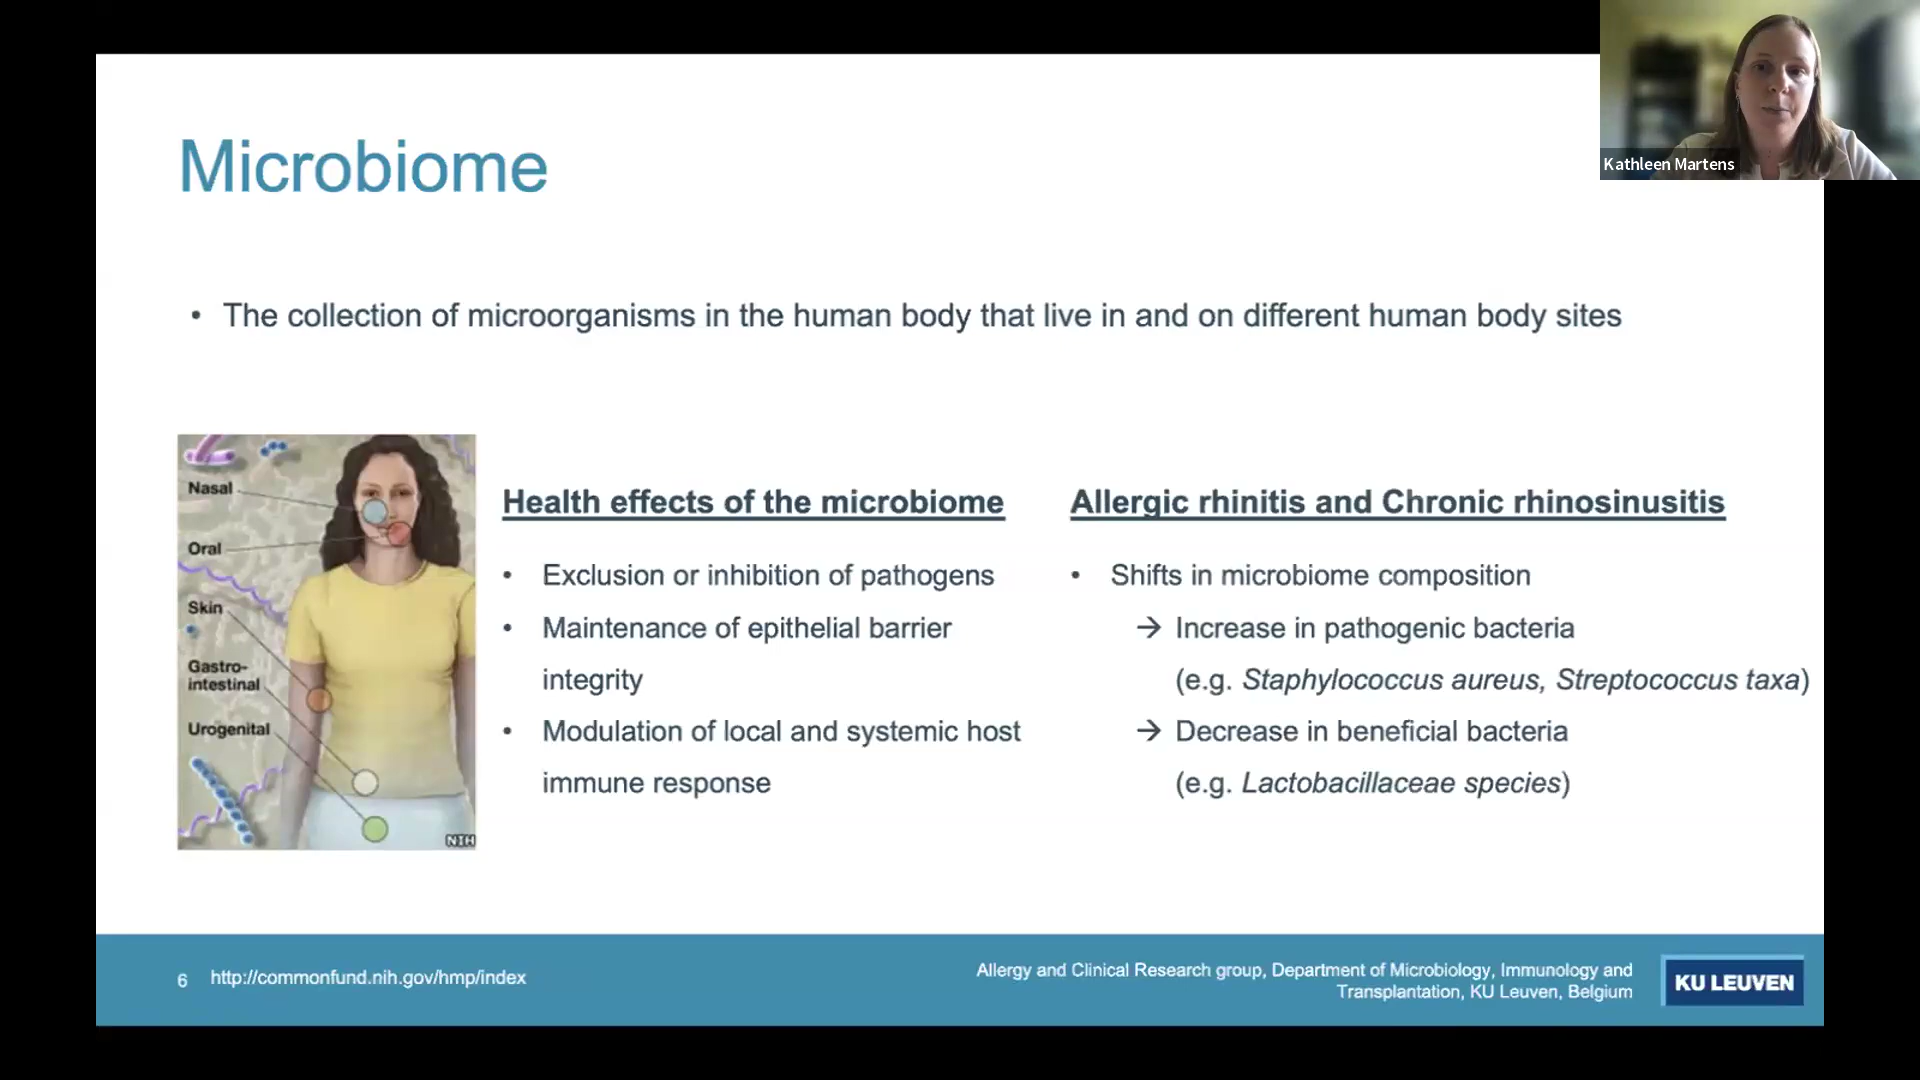 Kathleen Martens
Microbiome
• The collection of microorganisms in the human body that live in and on different human body sites
Nasal
Oral
Skin
Gastro-
intestinal
Urogenital
NIH
Health effects of the microbiome
• Exclusion or inhibition of pathogens
• Maintenance of epithelial barrier
integrity
• Modulation of local and systemic host
immune response
Allergic rhinitis and Chronic rhinosinusitis
• Shifts in microbiome composition
→ Increase in pathogenic bacteria
(e.g. Staphylococcus aureus, Streptococcus taxa)
→ Decrease in beneficial bacteria
(e.g. Lactobacillaceae species)
6 http://commonfund.nih.gov/hmp/index
Allergy and Clinical Research group, Department of Microbiology, Immunology and
Transplantation, KU Leuven, Belgium
KU LEUVEN